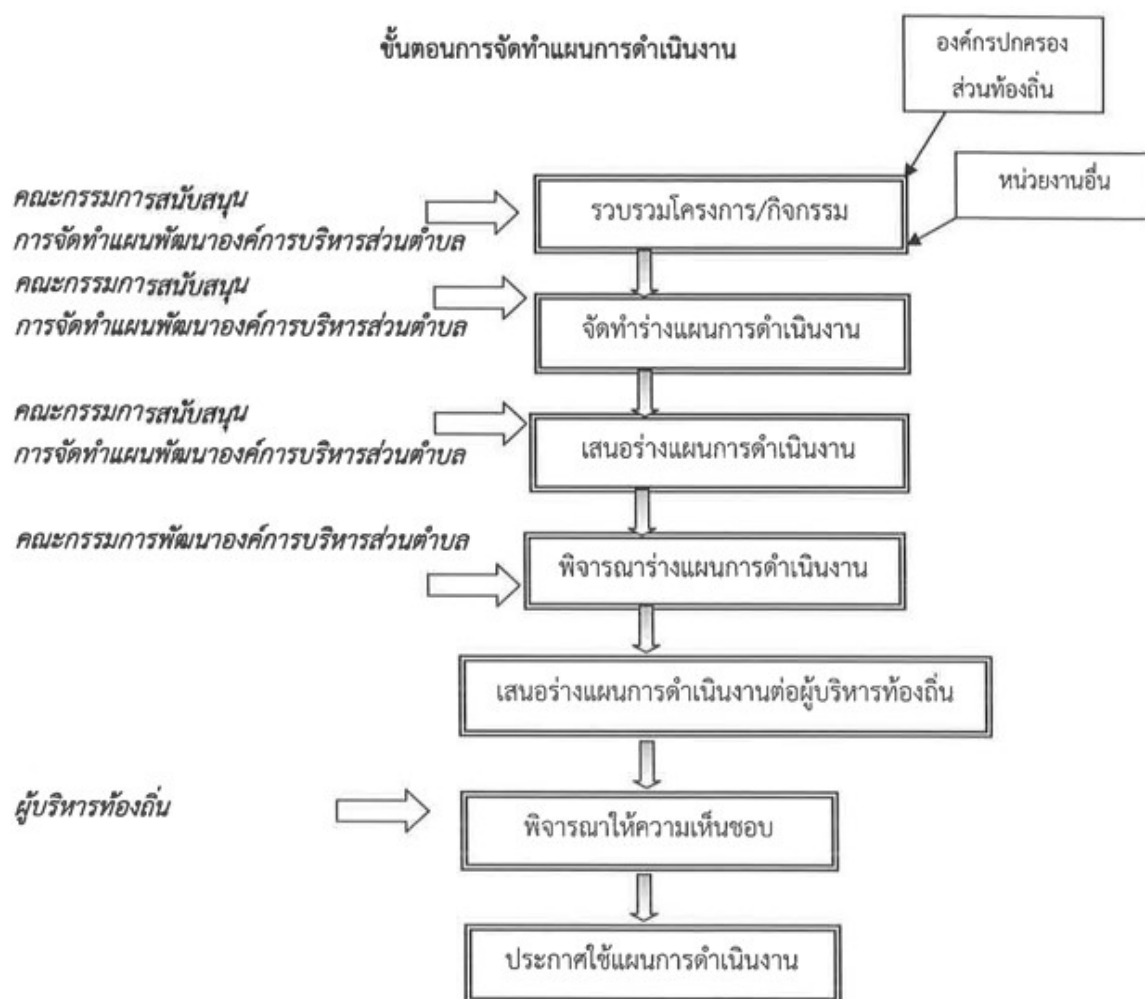 ขั้นตอนการจัดทำแผนการดำเนินงาน
องค์กรปกครอง
ส่วนท้องถิ่น
หน่วยงานอื่น
คณะกรรมการสนับสนุน
การจัดทำแผนพัฒนาองค์การบริหารส่วนตำบล
รวบรวมโครงการ/กิจกรรม
คณะกรรมการสนับสนุน
การจัดทำแผนพัฒนาองค์การบริหารส่วนตำบล
จัดทำร่างแผนการดำเนินงาน
คณะกรรมการสนับสนุน
การจัดทำแผนพัฒนาองค์การบริหารส่วนตำบล
เสนอร่างแผนการดำเนินงาน
คณะกรรมการพัฒนาองค์การบริหารส่วนตำบล
พิจารณาร่างแผนการดำเนินงาน
เสนอร่างแผนการดำเนินงานต่อผู้บริหารท้องถิ่น
ผู้บริหารท้องถิ่น
พิจารณาให้ความเห็นชอบ
ประกาศใช้แผนการดำเนินงาน